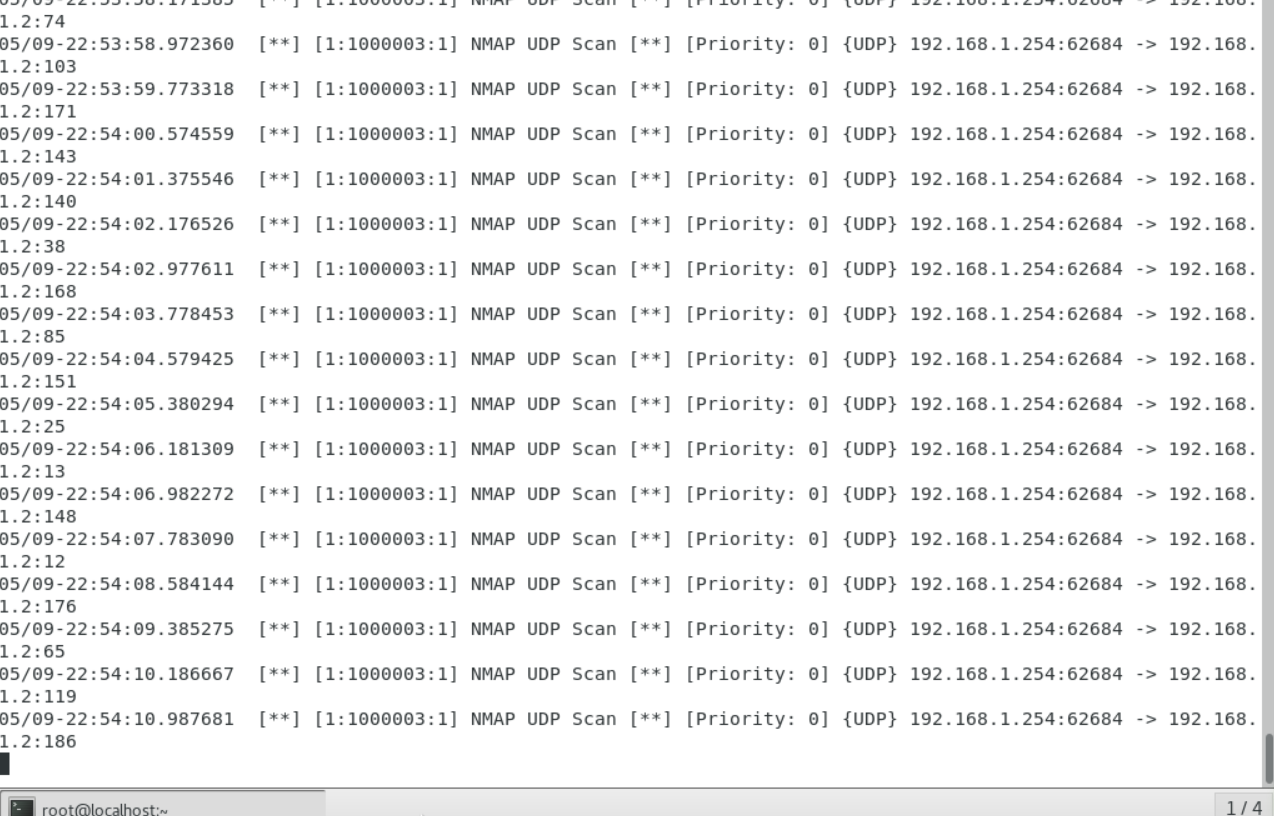 05/09-22:53:58.171385  [**] [1:1000003:1] NMAP UDP Scan [**] [Priority: 0] {UDP} 192.168.1.254:62684 -> 192.168.
1.2:74
05/09-22:53:58.972360  [**] [1:1000003:1] NMAP UDP Scan [**] [Priority: 0] {UDP} 192.168.1.254:62684 -> 192.168.
1.2:103
05/09-22:53:59.773318  [**] [1:1000003:1] NMAP UDP Scan [**] [Priority: 0] {UDP} 192.168.1.254:62684 -> 192.168.
1.2:171
05/09-22:54:00.574559  [**] [1:1000003:1] NMAP UDP Scan [**] [Priority: 0] {UDP} 192.168.1.254:62684 -> 192.168.
1.2:143
05/09-22:54:01.375546  [**] [1:1000003:1] NMAP UDP Scan [**] [Priority: 0] {UDP} 192.168.1.254:62684 -> 192.168.
1.2:140
05/09-22:54:02.176526  [**] [1:1000003:1] NMAP UDP Scan [**] [Priority: 0] {UDP} 192.168.1.254:62684 -> 192.168.
1.2:38
05/09-22:54:02.977611  [**] [1:1000003:1] NMAP UDP Scan [**] [Priority: 0] {UDP} 192.168.1.254:62684 -> 192.168.
1.2:168
05/09-22:54:03.778453  [**] [1:1000003:1] NMAP UDP Scan [**] [Priority: 0] {UDP} 192.168.1.254:62684 -> 192.168.
1.2:85
05/09-22:54:04.579425  [**] [1:1000003:1] NMAP UDP Scan [**] [Priority: 0] {UDP} 192.168.1.254:62684 -> 192.168.
1.2:151
05/09-22:54:05.380294  [**] [1:1000003:1] NMAP UDP Scan [**] [Priority: 0] {UDP} 192.168.1.254:62684 -> 192.168.
1.2:25
05/09-22:54:06.181309  [**] [1:1000003:1] NMAP UDP Scan [**] [Priority: 0] {UDP} 192.168.1.254:62684 -> 192.168.
1.2:13
05/09-22:54:06.982272  [**] [1:1000003:1] NMAP UDP Scan [**] [Priority: 0] {UDP} 192.168.1.254:62684 -> 192.168.
1.2:148
05/09-22:54:07.783090  [**] [1:1000003:1] NMAP UDP Scan [**] [Priority: 0] {UDP} 192.168.1.254:62684 -> 192.168.
1.2:12
05/09-22:54:08.584144  [**] [1:1000003:1] NMAP UDP Scan [**] [Priority: 0] {UDP} 192.168.1.254:62684 -> 192.168.
1.2:176
05/09-22:54:09.385275  [**] [1:1000003:1] NMAP UDP Scan [**] [Priority: 0] {UDP} 192.168.1.254:62684 -> 192.168.
1.2:65
05/09-22:54:10.186667  [**] [1:1000003:1] NMAP UDP Scan [**] [Priority: 0] {UDP} 192.168.1.254:62684 -> 192.168.
1.2:119
05/09-22:54:10.987681  [**] [1:1000003:1] NMAP UDP Scan [**] [Priority: 0] {UDP} 192.168.1.254:62684 -> 192.168.
1.2:186
root@localhost:~
1 / 4